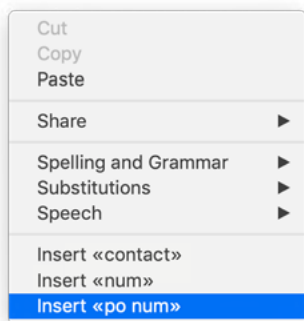 Cut
Copy
Paste
Share
Spelling and Grammar
Substitutions
Speech
Insert «contact»
Insert «num»
Insert «po num»